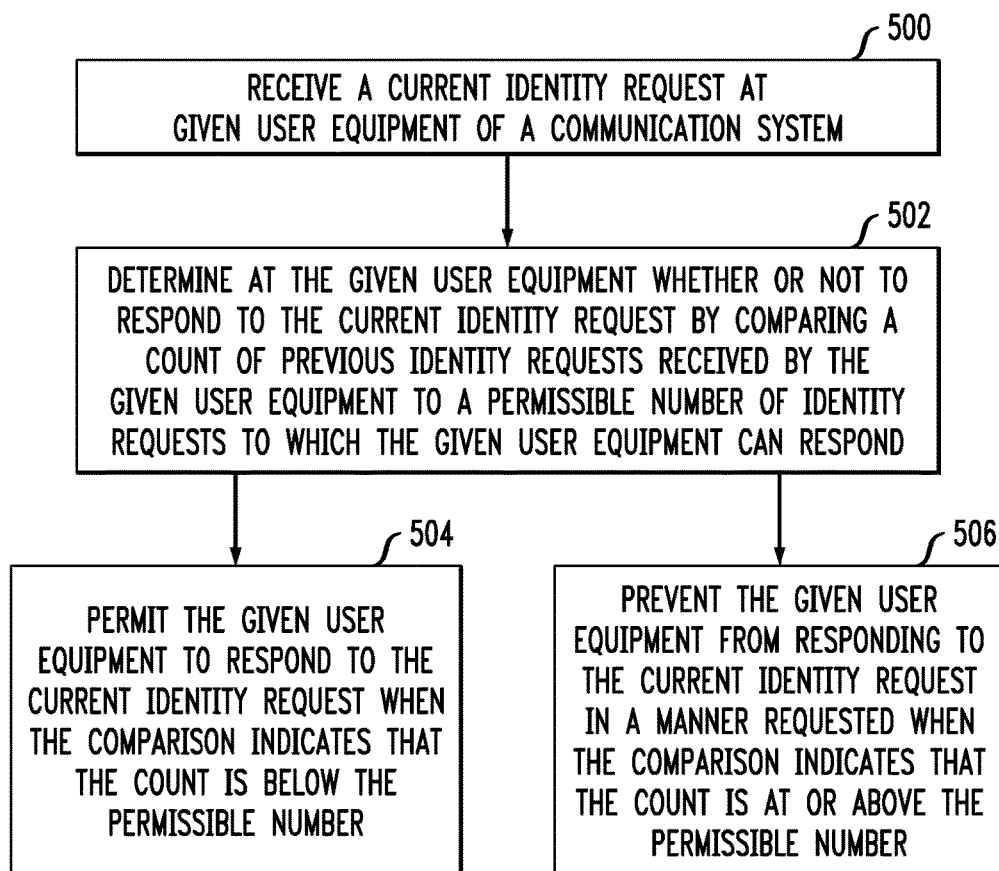 500
RECEIVE A CURRENT IDENTITY REQUEST AT
GIVEN USER EQUIPMENT OF A COMMUNICATION SYSTEM
502
DETERMINE AT THE GIVEN USER EQUIPMENT WHETHER OR NOT TO
RESPOND TO THE CURRENT IDENTITY REQUEST BY COMPARING A
COUNT OF PREVIOUS IDENTITY REQUESTS RECEIVED BY THE
GIVEN USER EQUIPMENT TO A PERMISSIBLE NUMBER OF IDENTITY
REQUESTS TO WHICH THE GIVEN USER EQUIPMENT CAN RESPOND
504
PERMIT THE GIVEN USER
EQUIPMENT TO RESPOND TO THE
CURRENT IDENTITY REQUEST WHEN
THE COMPARISON INDICATES THAT
THE COUNT IS BELOW THE
PERMISSIBLE NUMBER
506
PREVENT THE GIVEN USER
EQUIPMENT FROM RESPONDING TO
THE CURRENT IDENTITY REQUEST
IN A MANNER REQUESTED WHEN
THE COMPARISON INDICATES THAT
THE COUNT IS AT OR ABOVE THE
PERMISSIBLE NUMBER